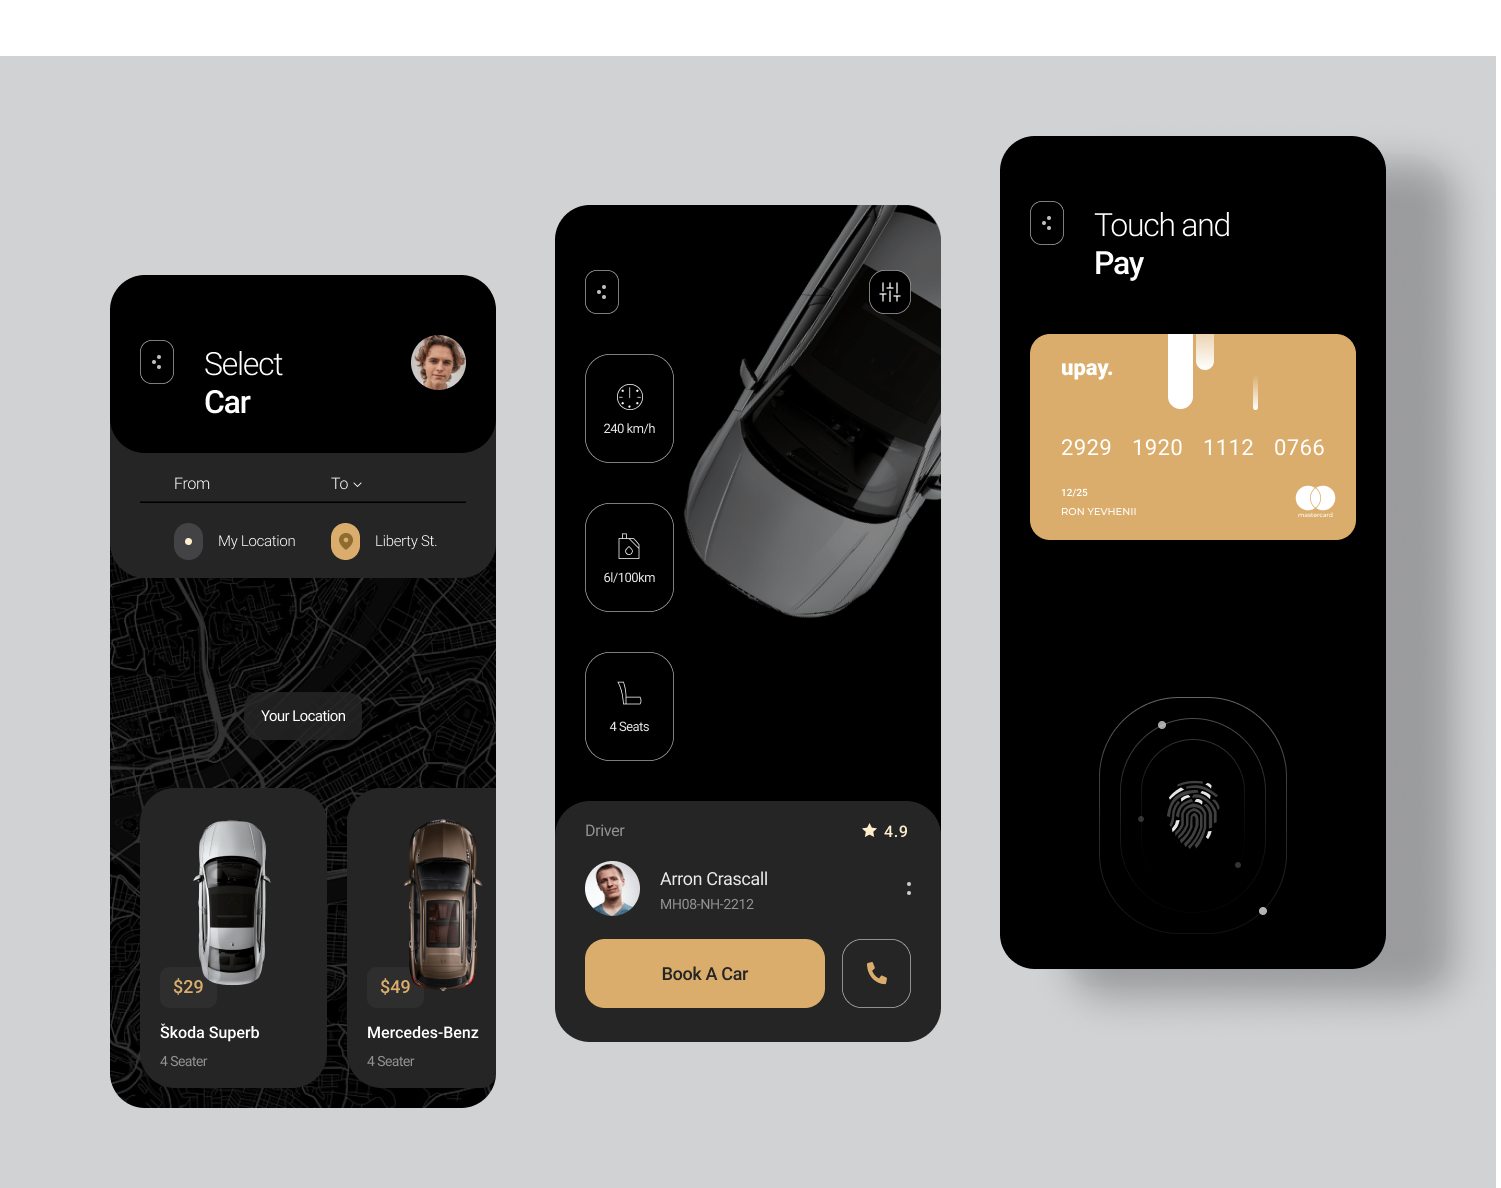 Select
Car
From
To
My Location
Liberty St.
Your Location
$29
Škoda Superb
4 Seater
$49
Mercedes-Benz
4 Seater
240 km/h
6l/100km
4 Seats
Driver
4.9
Arron Crascall
MH08-NH-2212
Book A Car
Touch and
Pay
upay.
2929 1920 1112 0766
12/25
RON YEVHENII
mastercard